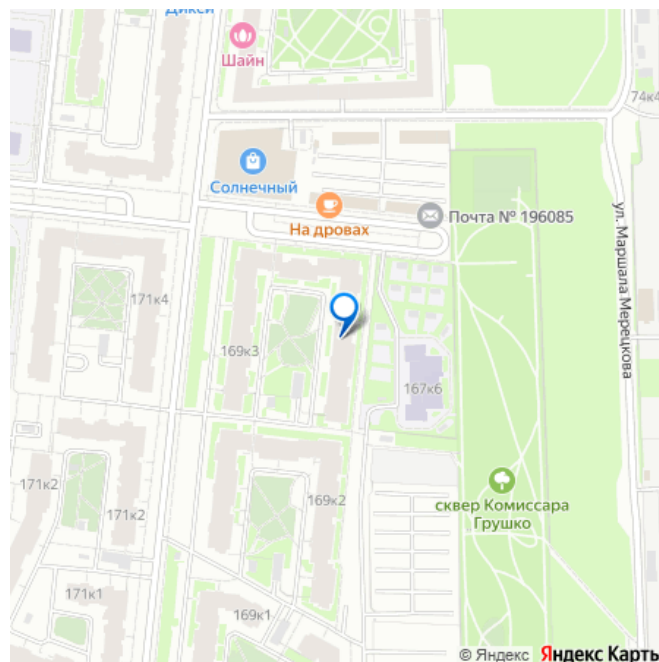 Дикси
Шайн
74к4
Солнечный
На дровах
Почта № 196085
ул. Маршала Мерецкова
171к4
169к3
167к6
171к2
171к2
169к2
сквер Комиссара
Грушко
171к1
169к1
© Яндекс Яндекс Карты